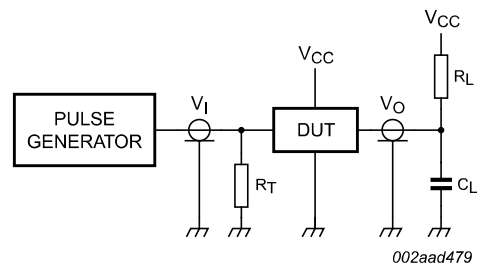 VCC
VCC
RL
VI
VO
PULSE
GENERATOR
DUT
RT
CL
002aad479